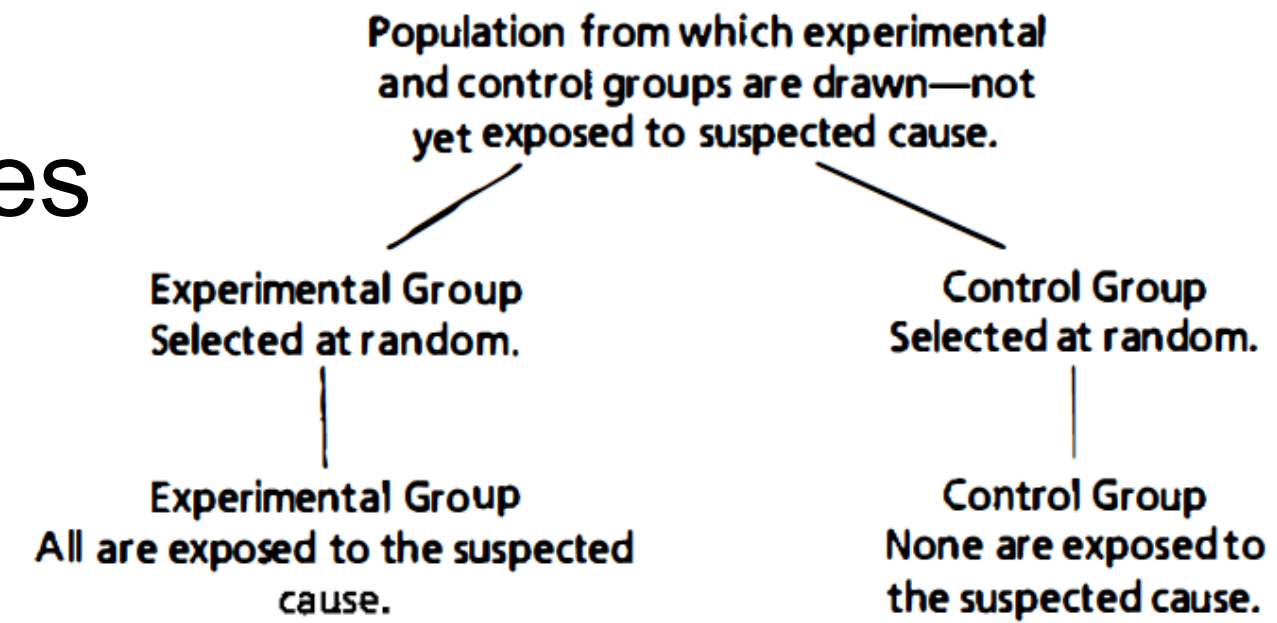 Population from which experimental
and control groups are drawn—not
yet exposed to suspected cause.
es
Experimental Group
Selected at random.
Control Group
Selected at random.
Experimental Group
All are exposed to the suspected
cause.
Control Group
None are exposed to
the suspected cause.